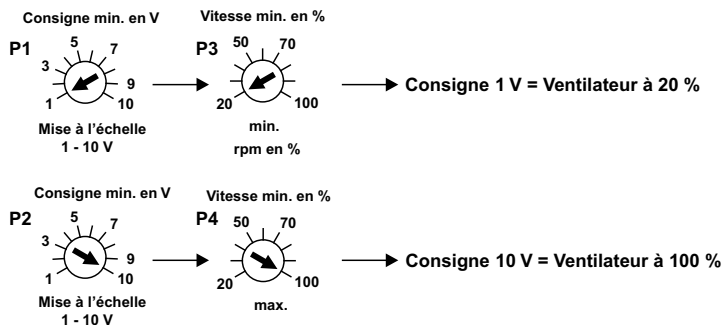 Consigne min. en V
Vitesse min. en %
P1
5
7
3
9
1
10
P3
50
70
20
100
Consigne 1 V = Ventilateur à 20 %
Mise à l'échelle
1 - 10 V
min.
rpm en %
Consigne min. en V
Vitesse min. en %
P2
5
7
3
9
1
10
P4
50
70
20
100
Consigne 10 V = Ventilateur à 100 %
Mise à l'échelle
1 - 10 V
max.